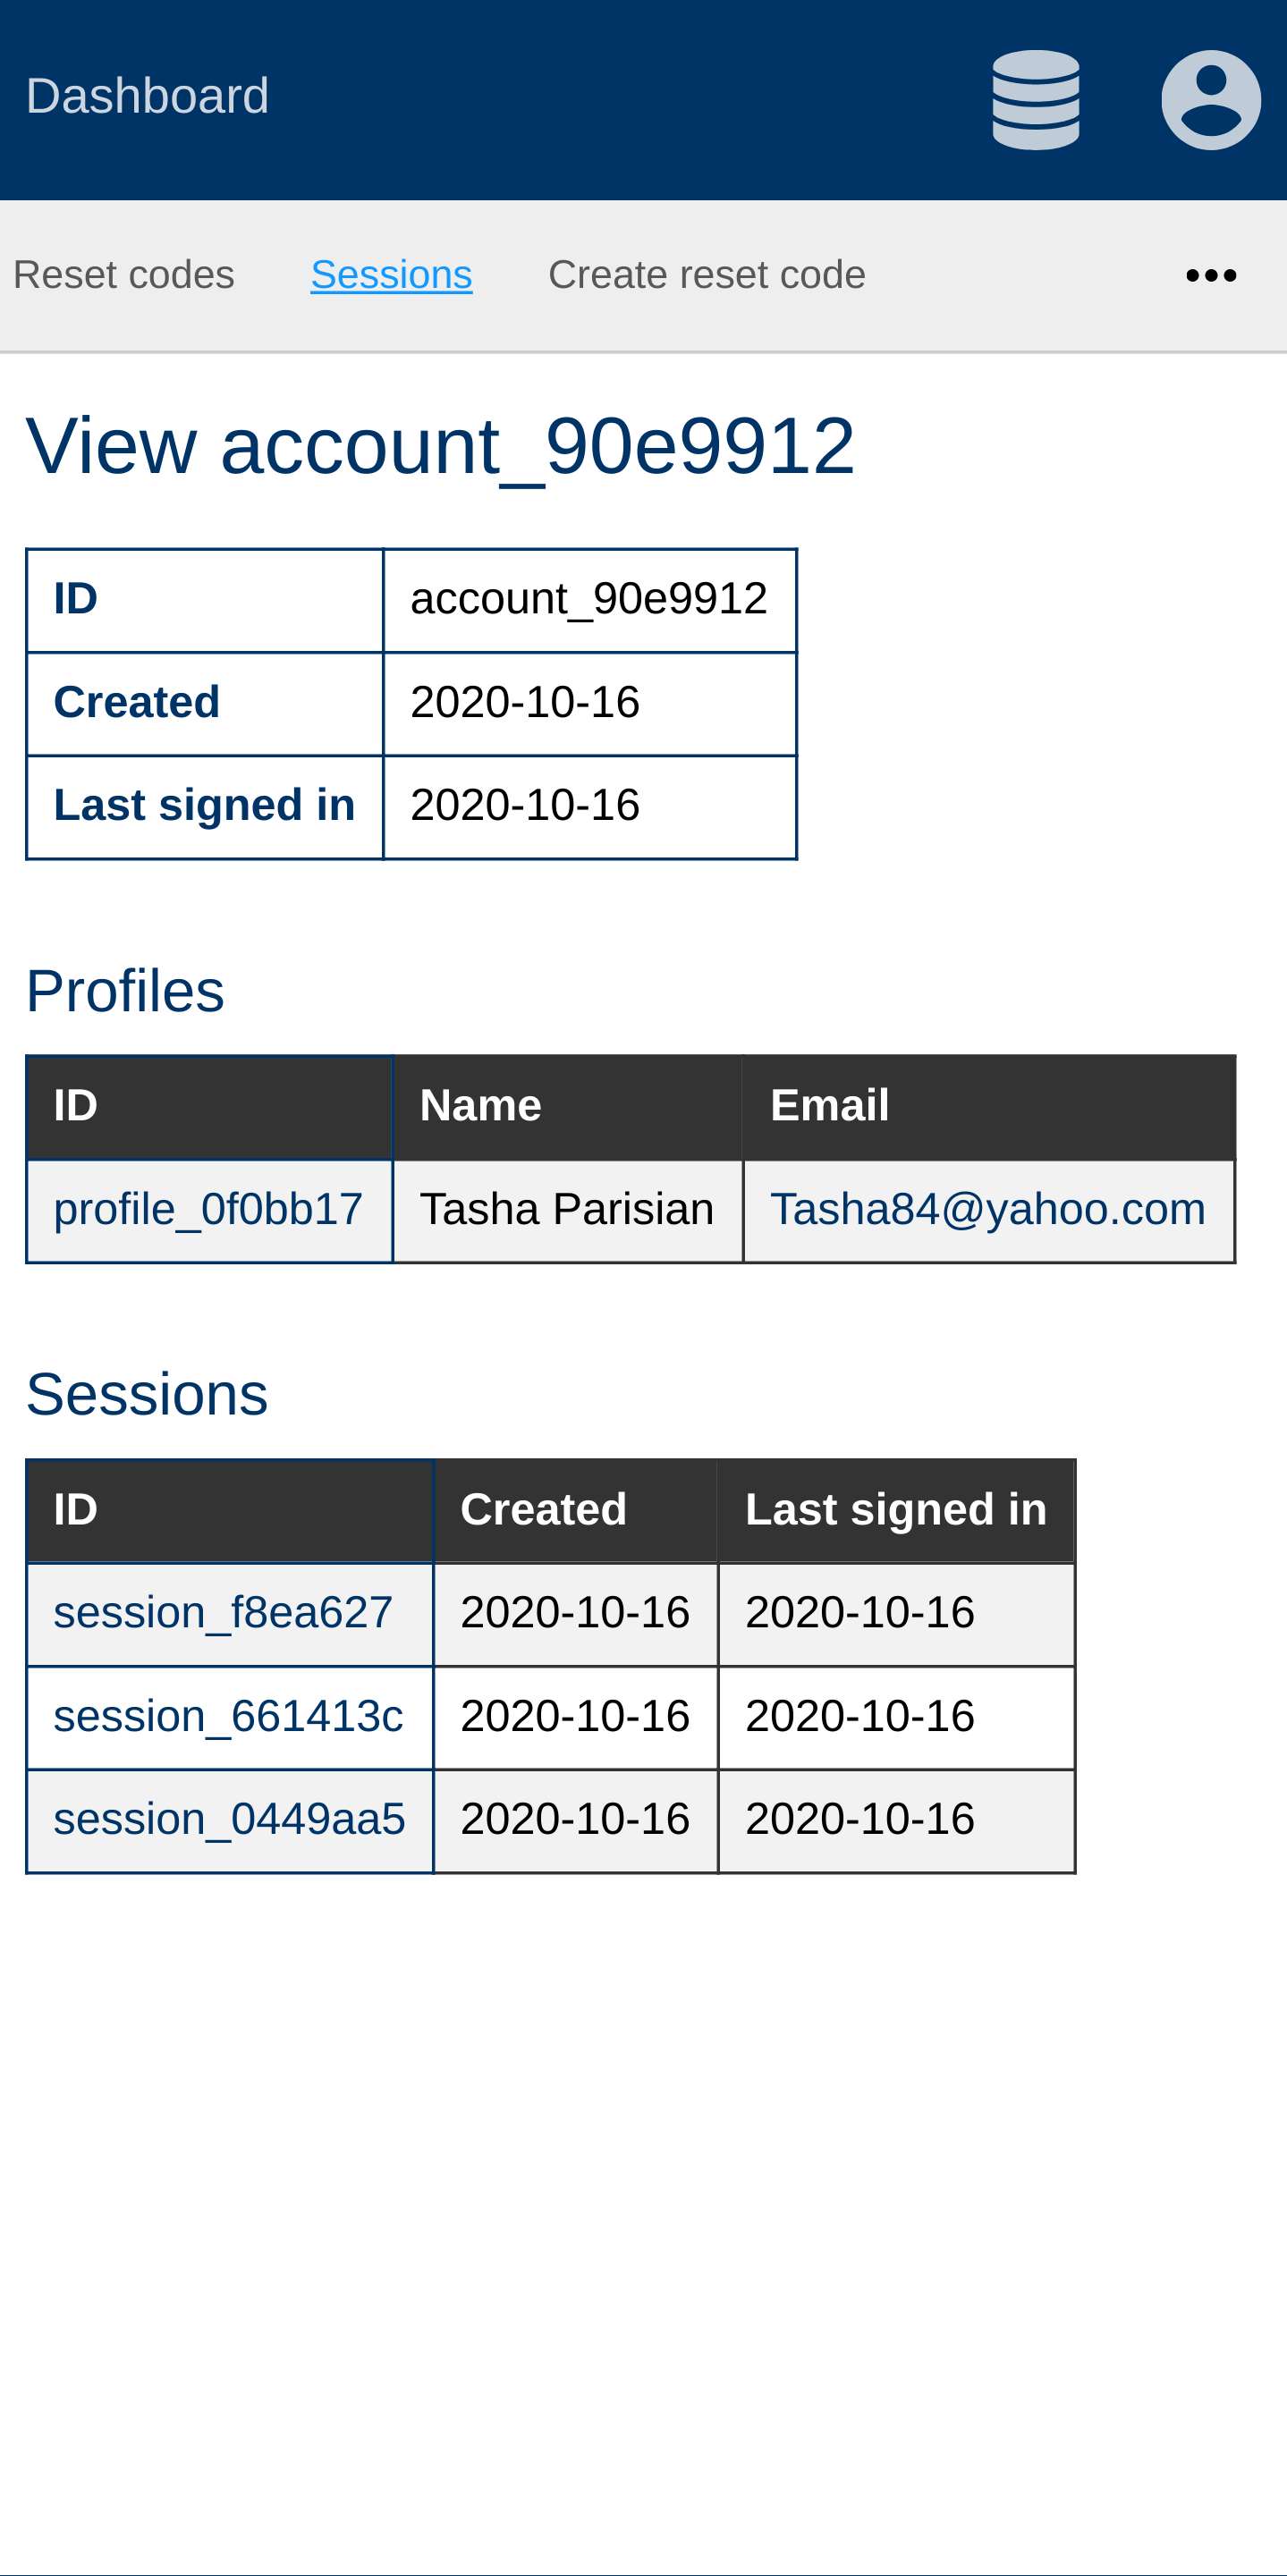 Dashboard
Reset codes Sessions Create reset code •••
View account_90e9912
ID account_90e9912
Created 2020-10-16
Last signed in 2020-10-16
Profiles
ID Name Email
profile_0f0bb17 Tasha Parisian Tasha84@yahoo.com
Sessions
ID Created Last signed in
session_f8ea627 2020-10-16 2020-10-16
session_661413c 2020-10-16 2020-10-16
session_0449aa5 2020-10-16 2020-10-16